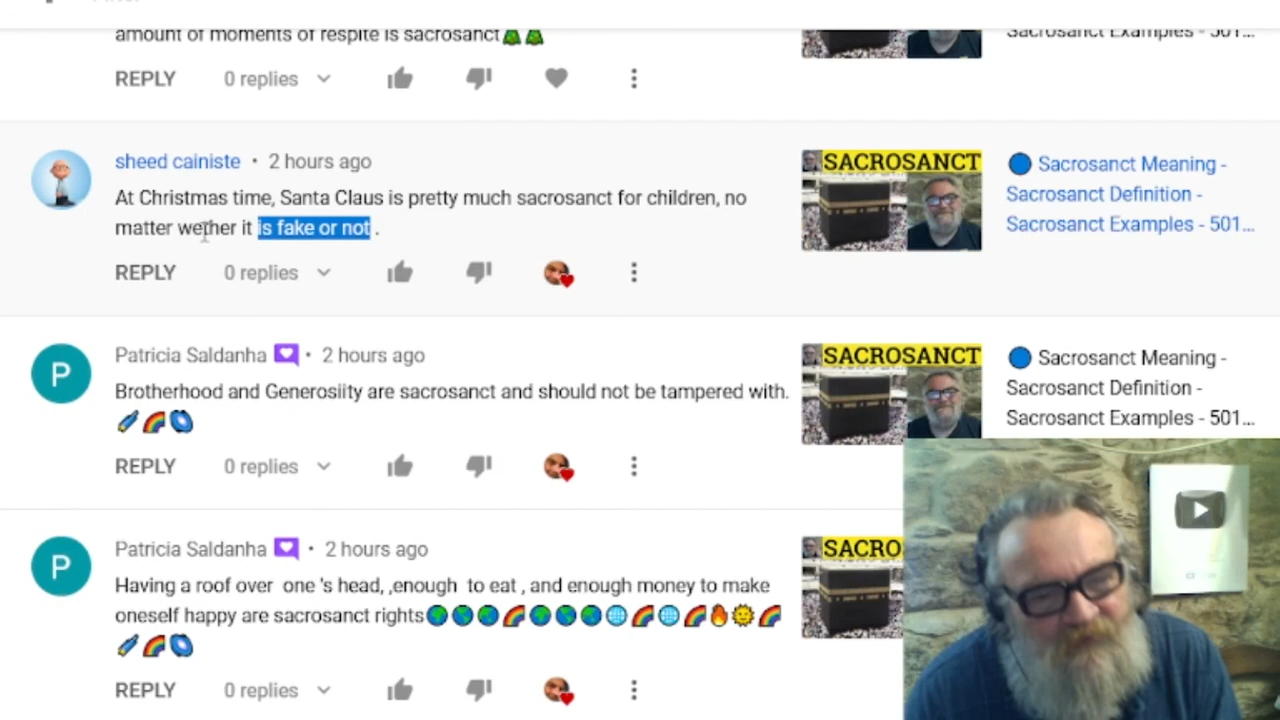 amount of moments of respite is sacrosanct🎄🎄
Sacrosanct Examples - 501...
REPLY 0 replies
sheed cainiste • 2 hours ago
At Christmas time, Santa Claus is pretty much sacrosanct for children, no
matter wether it is fake or not .
REPLY 0 replies
SACROSANCT
Sacrosanct Meaning -
Sacrosanct Definition -
Sacrosanct Examples - 501...
Patricia Saldanha • 2 hours ago
Brotherhood and Generosiity are sacrosanct and should not be tampered with.
REPLY 0 replies
SACROSANCT
Sacrosanct Meaning -
Sacrosanct Definition -
Sacrosanct Examples - 501...
Patricia Saldanha • 2 hours ago
Having a roof over one 's head, ,enough to eat , and enough money to make
oneself happy are sacrosanct rights
REPLY 0 replies
SACRO